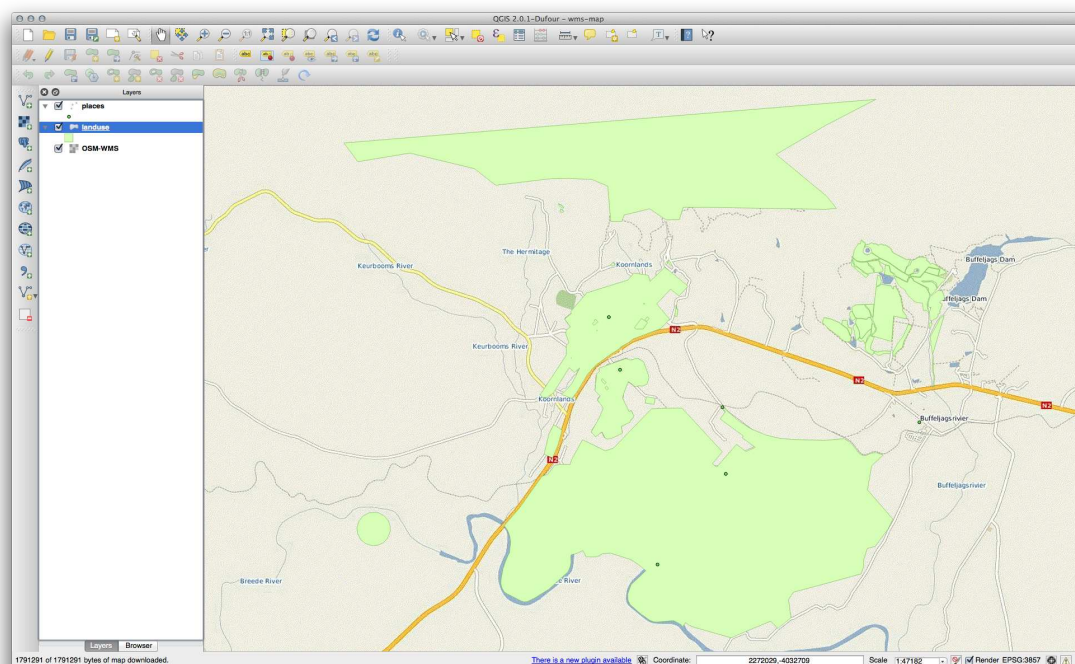 QGIS 2.0.1-Dufour - wms-map
Layers
places
landuse
OSM-WMS
The Hermitage
Keurbooms River
Koornlands
Buffeljags Dam
uffeljags Dam
N2
Keurbooms River
N2
Koornlands
N2
Buffeljagsrivier
N2
Buffeljagsrivier
Breede River
e River
Layers Browser
1791291 of 1791291 bytes of map downloaded.
There is a new plugin available
Coordinate: 2272029,-4032709
Scale 1:47182
Render EPSG:3857